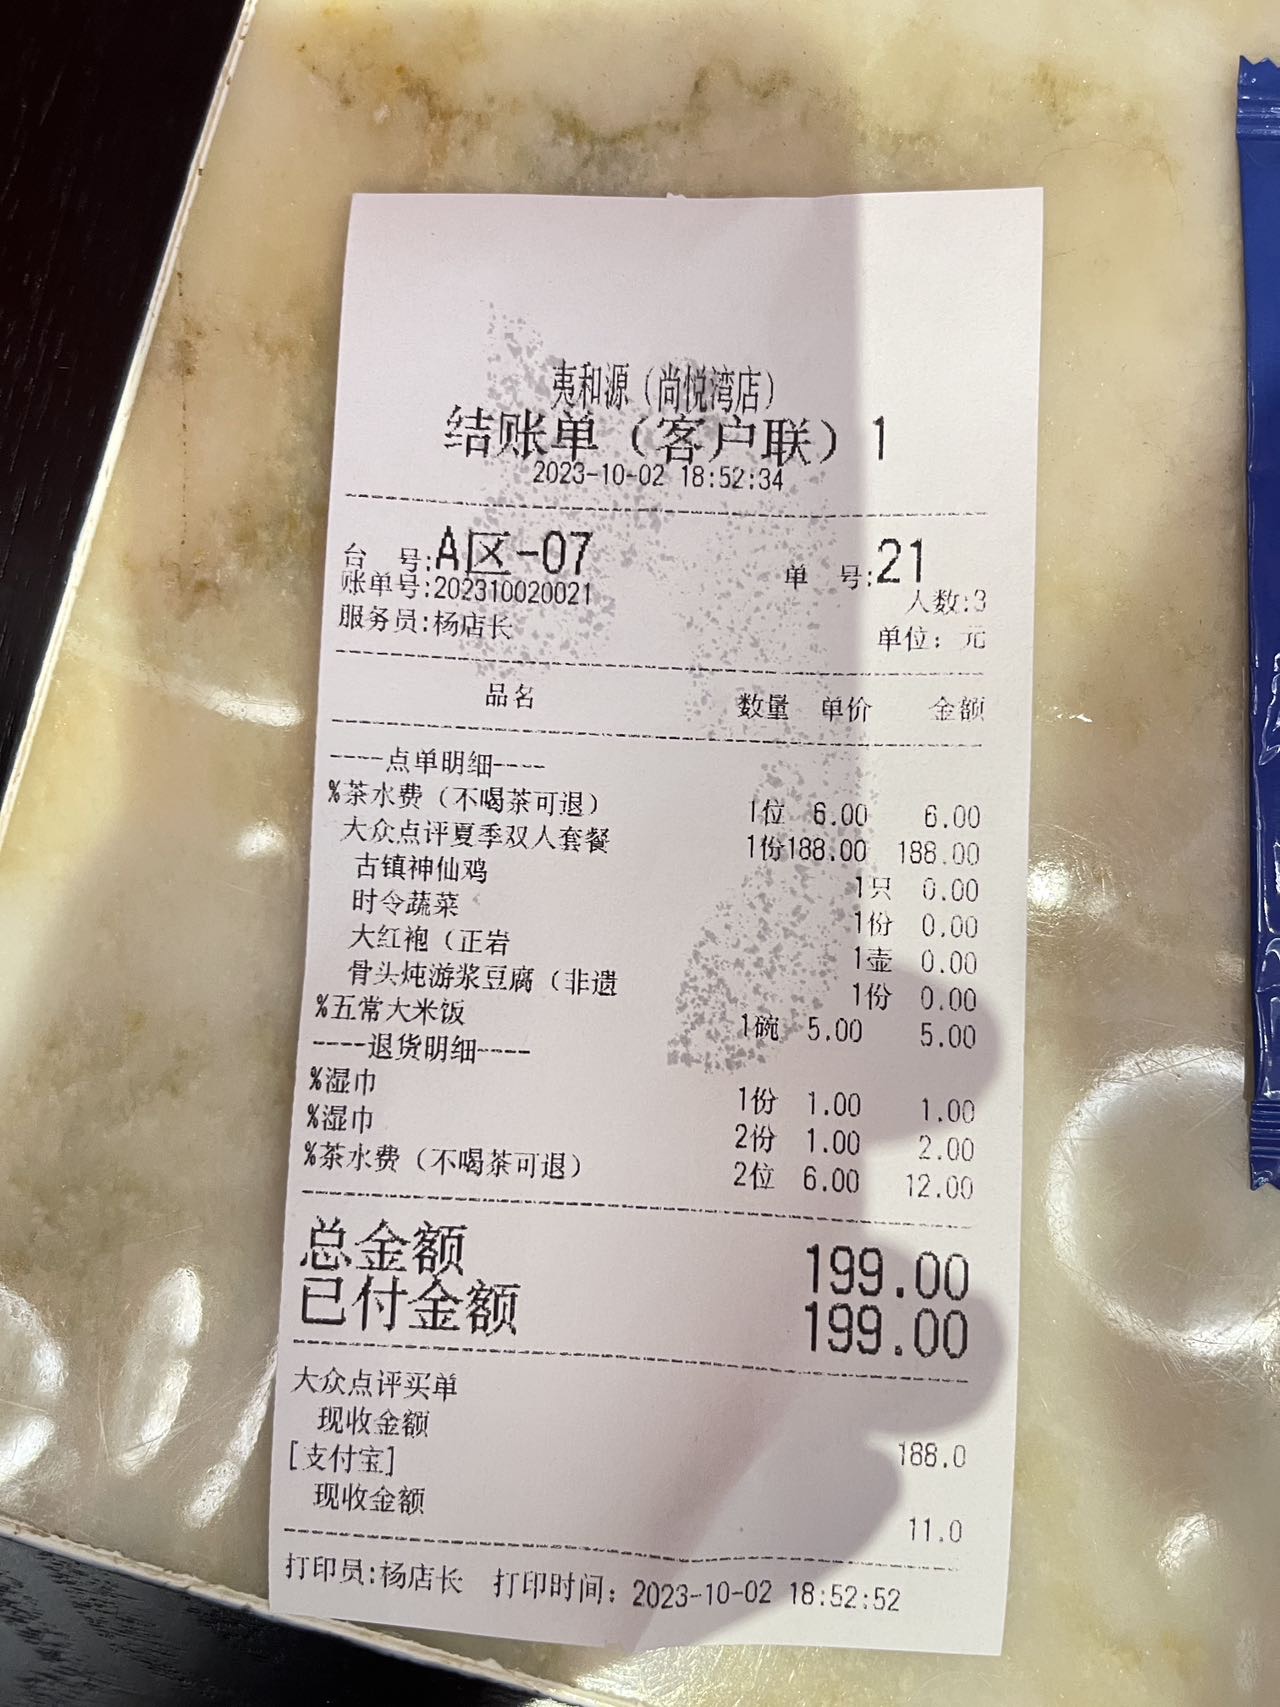 夷和源（尚悦湾店）
结账单（客户联）1
2023-10-02 18:52:34
台 号:A区-07 单 号:21
账单号:202310020021 人数:3
服务员:杨店长 单位：元
品名 数量 单价 金额
----点单明细----
%茶水费（不喝茶可退） 1位 6.00 6.00
大众点评夏季双人套餐 1份188.00 188.00
古镇神仙鸡 1只 0.00
时令蔬菜 1份 0.00
大红袍（正岩 1壶 0.00
骨头炖游浆豆腐（非遗 1份 0.00
%五常大米饭 1碗 5.00 5.00
----退货明细----
%湿巾 1份 1.00 1.00
%湿巾 2份 1.00 2.00
%茶水费（不喝茶可退） 2位 6.00 12.00
总金额 199.00
已付金额 199.00
大众点评买单
现收金额 188.0
[支付宝]
现收金额 11.0
打印员:杨店长 打印时间：2023-10-02 18:52:52